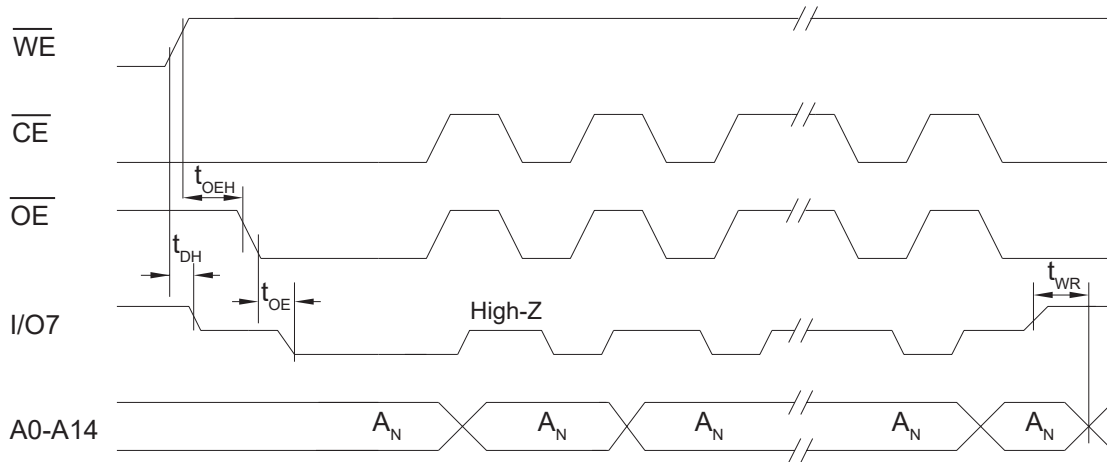 WE
CE
t_OEH
OE
t_DH
t_OE
t_WR
I/O7
High-Z
A0-A14
A_N
A_N
A_N
A_N
A_N